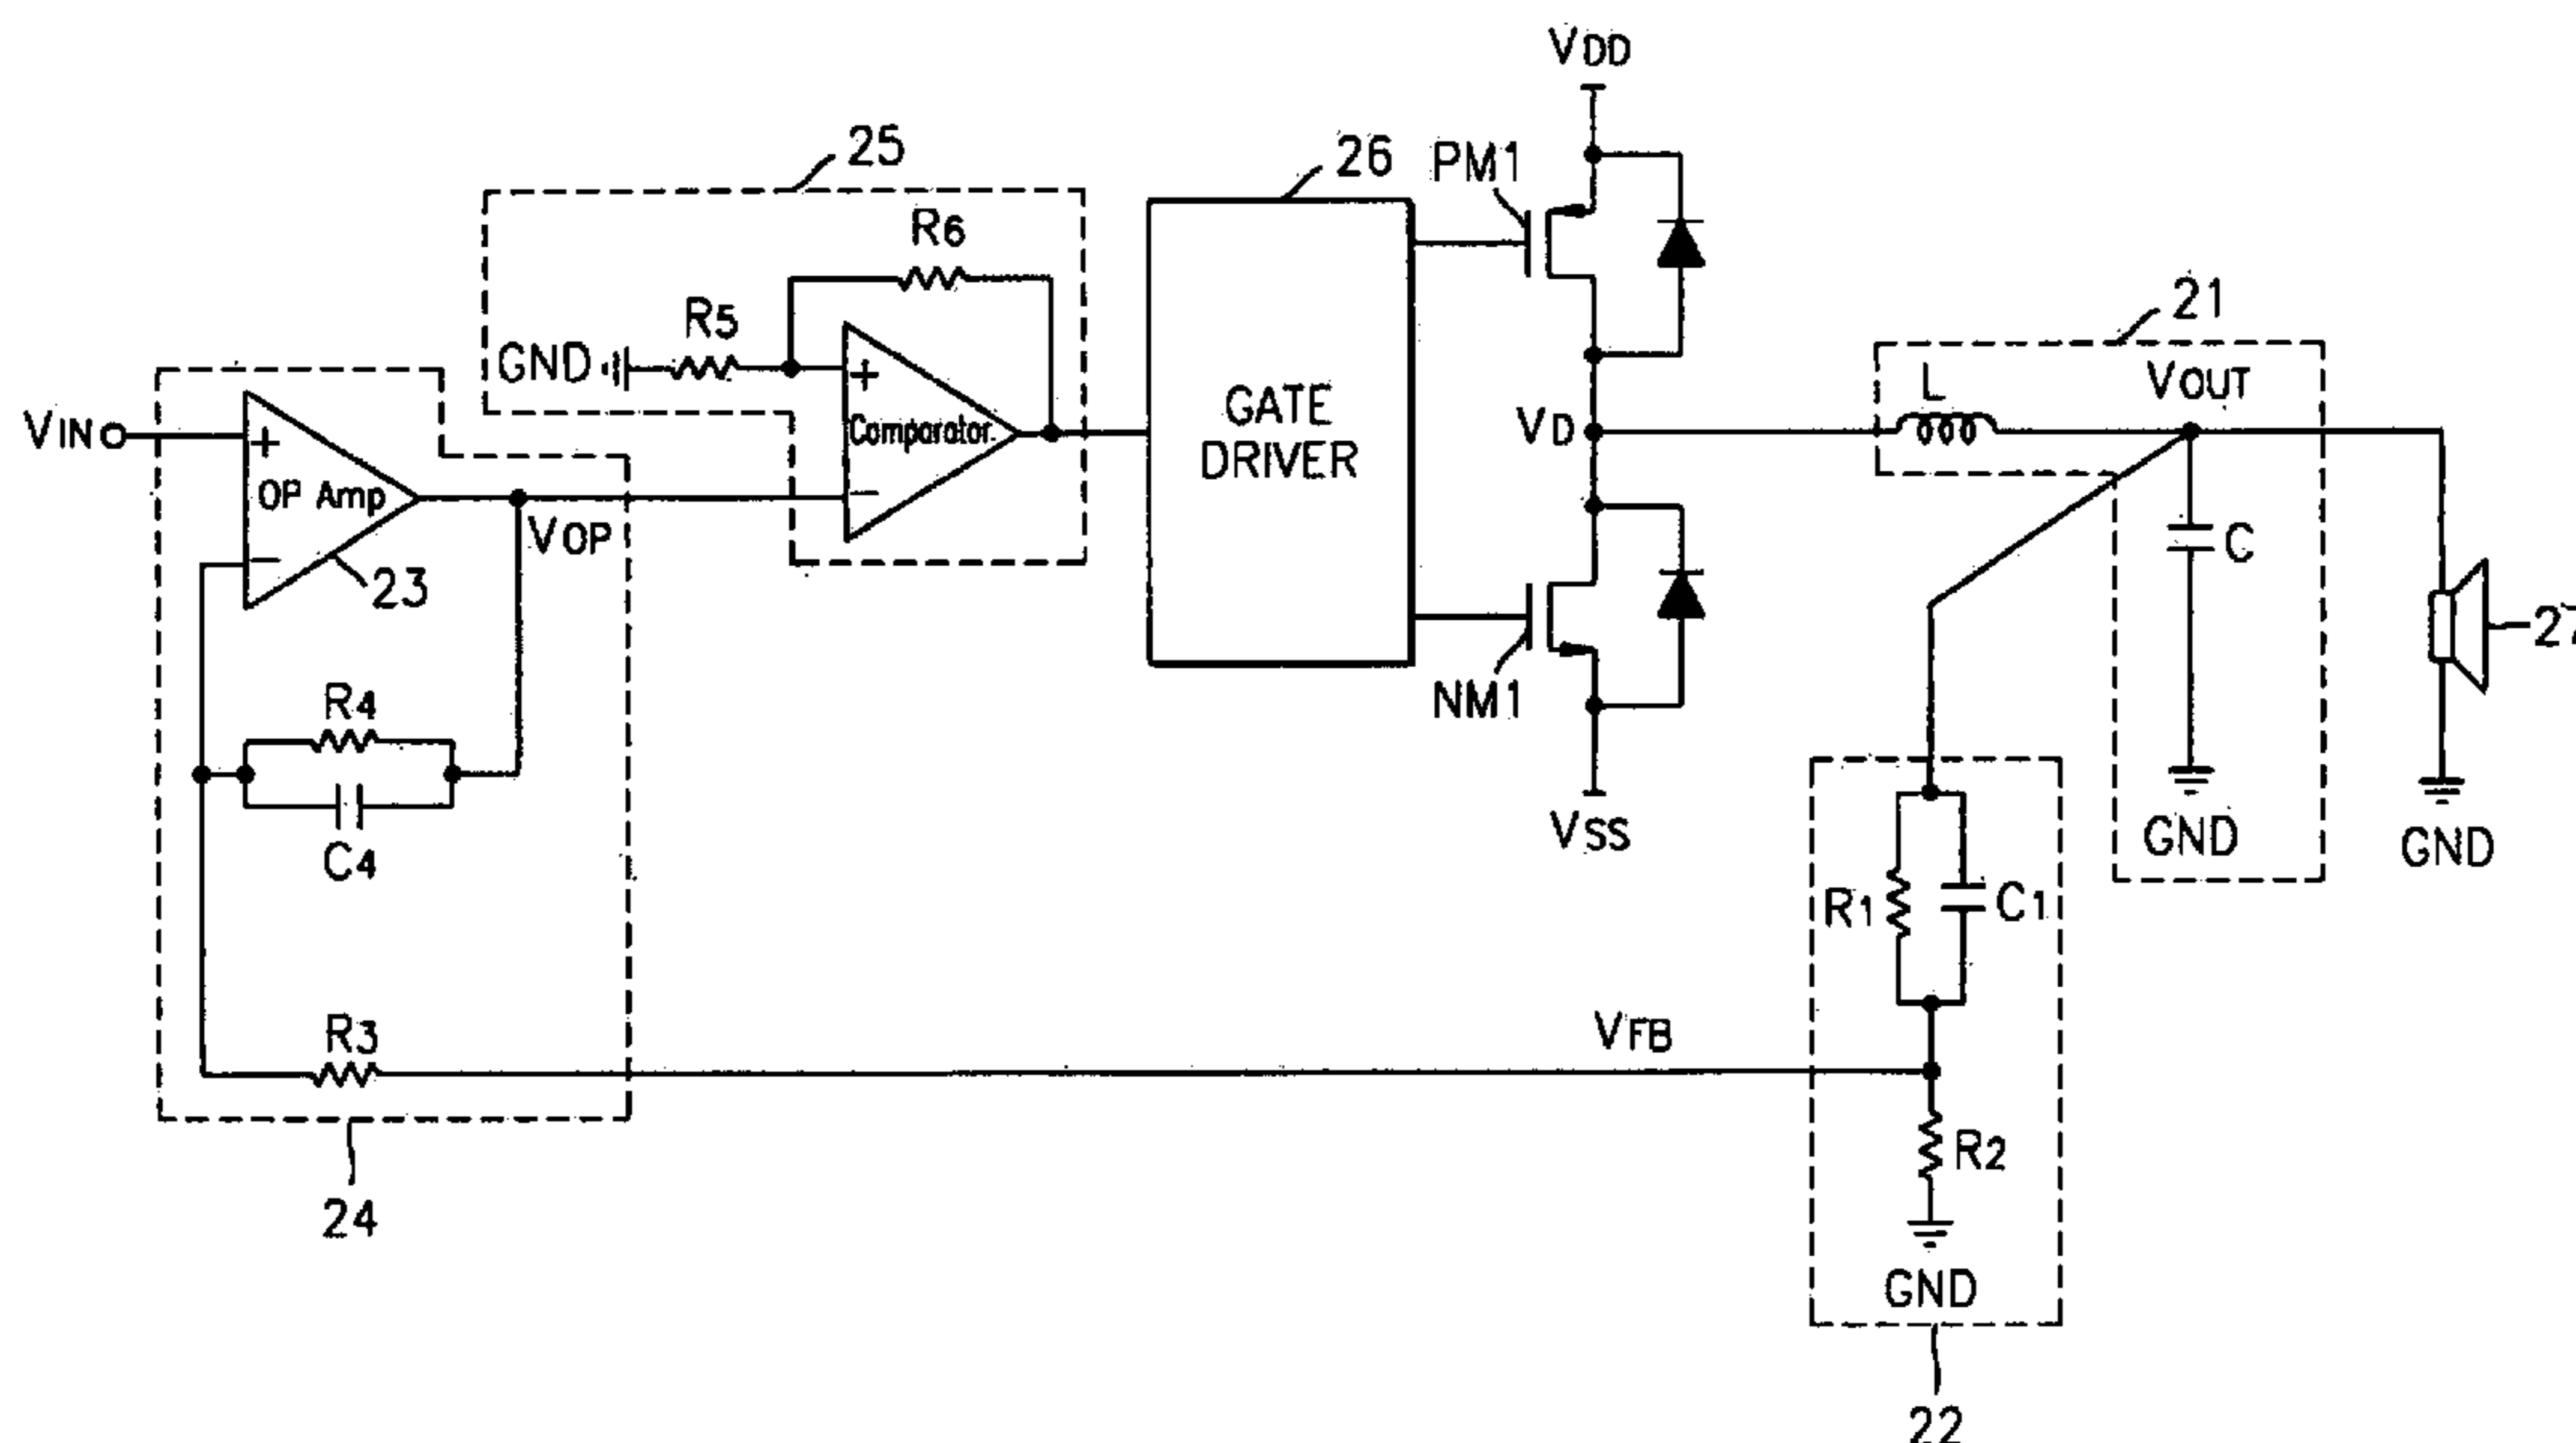 VDD
25
26
PM1
R6
21
R5
GND
L
VOUT
VIN
+
OP Amp
−
+
Comparator
−
GATE
DRIVER
VD
VOP
C
23
27
NM1
R4
VSS
GND
GND
C4
R1
C1
R3
VFB
R2
24
GND
22